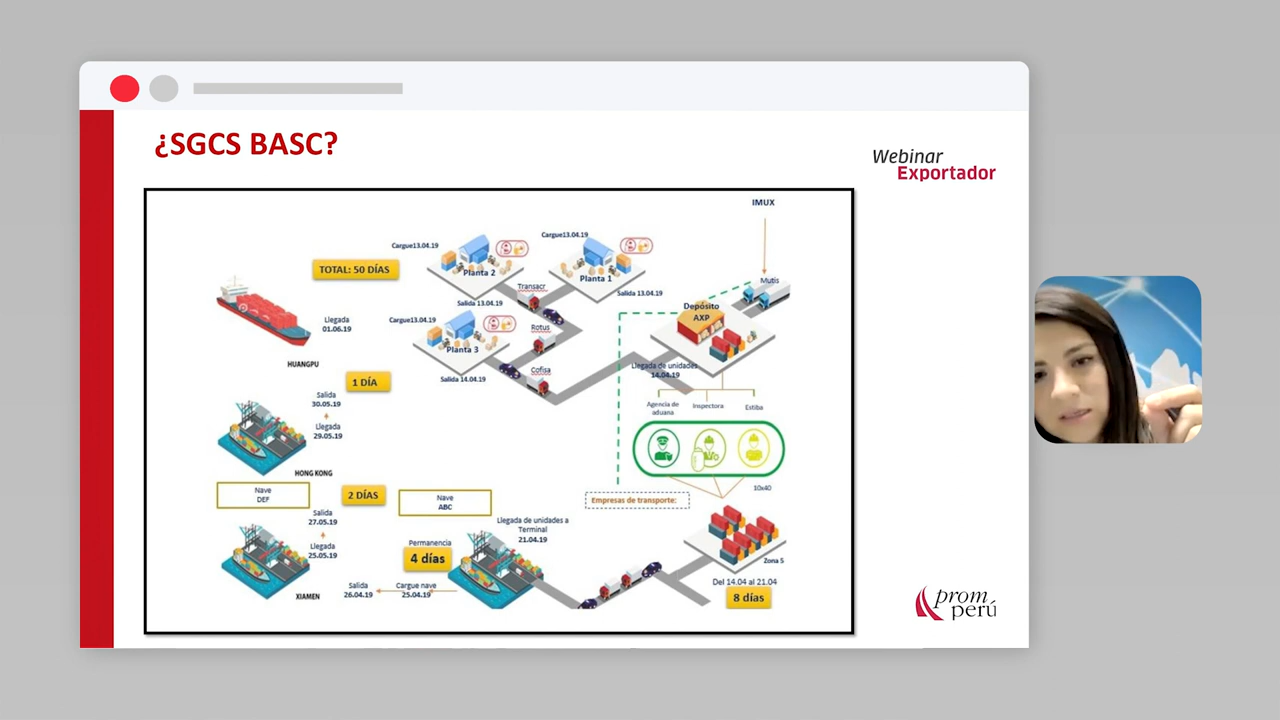 ¿SGCS BASC?
Webinar
Exportador
IMUX
Cargue13.04.19
Cargue13.04.19
TOTAL: 50 DÍAS
Planta 2
Planta 1
Mutis
Transacr
Salida 13.04.19
Salida 13.04.19
Depósito
AXP
Llegada
01.06.19
Cargue13.04.19
Rotus
Planta 3
HUANGPU
Cofisa
Llegada de unidades
14.04.19
Salida 14.04.19
1 DÍA
Salida
30.05.19
Agencia de
aduana
Inspectora
Estiba
Llegada
29.05.19
HONG KONG
Nave
DEF
2 DÍAS
Nave
ABC
10x40
Empresas de transporte:
Salida
27.05.19
Llegada de unidades a
Terminal
21.04.19
Llegada
25.05.19
Permanencia
4 días
Zona 5
Del 14.04 al 21.04
8 días
Salida
26.04.19
Cargue nave
25.04.19
XIAMEN
prom
perú